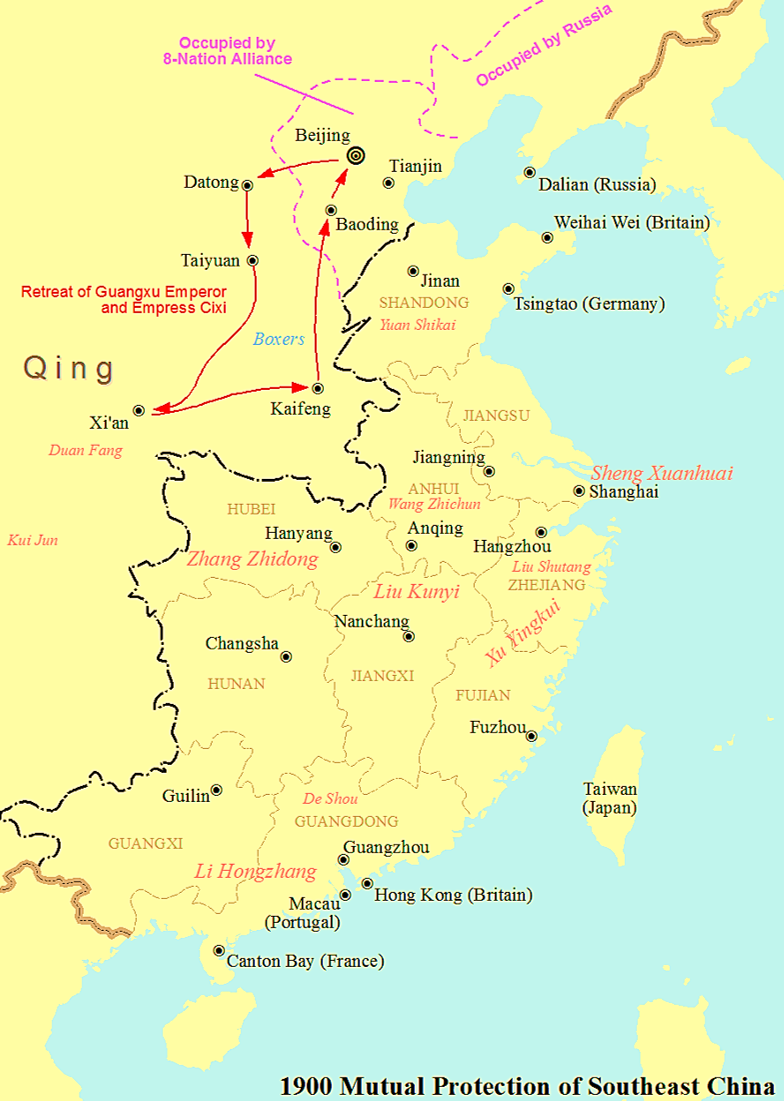 Occupied by
8-Nation Alliance
Occupied by Russia
Beijing
Tianjin
Datong
Dalian (Russia)
Baoding
Weihai Wei (Britain)
Taiyuan
Jinan
Retreat of Guangxu Emperor
and Empress Cixi
SHANDONG
Tsingtao (Germany)
Yuan Shikai
Boxers
Qing
Kaifeng
Xi'an
JIANGSU
Duan Fang
Jiangning
Sheng Xuanhuai
ANHUI
Shanghai
Wang Zhichun
HUBEI
Hanyang
Anqing
Kui Jun
Hangzhou
Zhang Zhidong
Liu Shutang
ZHEJIANG
Liu Kunyi
Nanchang
Xu Yingkui
Changsha
JIANGXI
HUNAN
FUJIAN
Fuzhou
Taiwan
(Japan)
Guilin
De Shou
GUANGDONG
GUANGXI
Guangzhou
Li Hongzhang
Hong Kong (Britain)
Macau
(Portugal)
Canton Bay (France)
1900 Mutual Protection of Southeast China